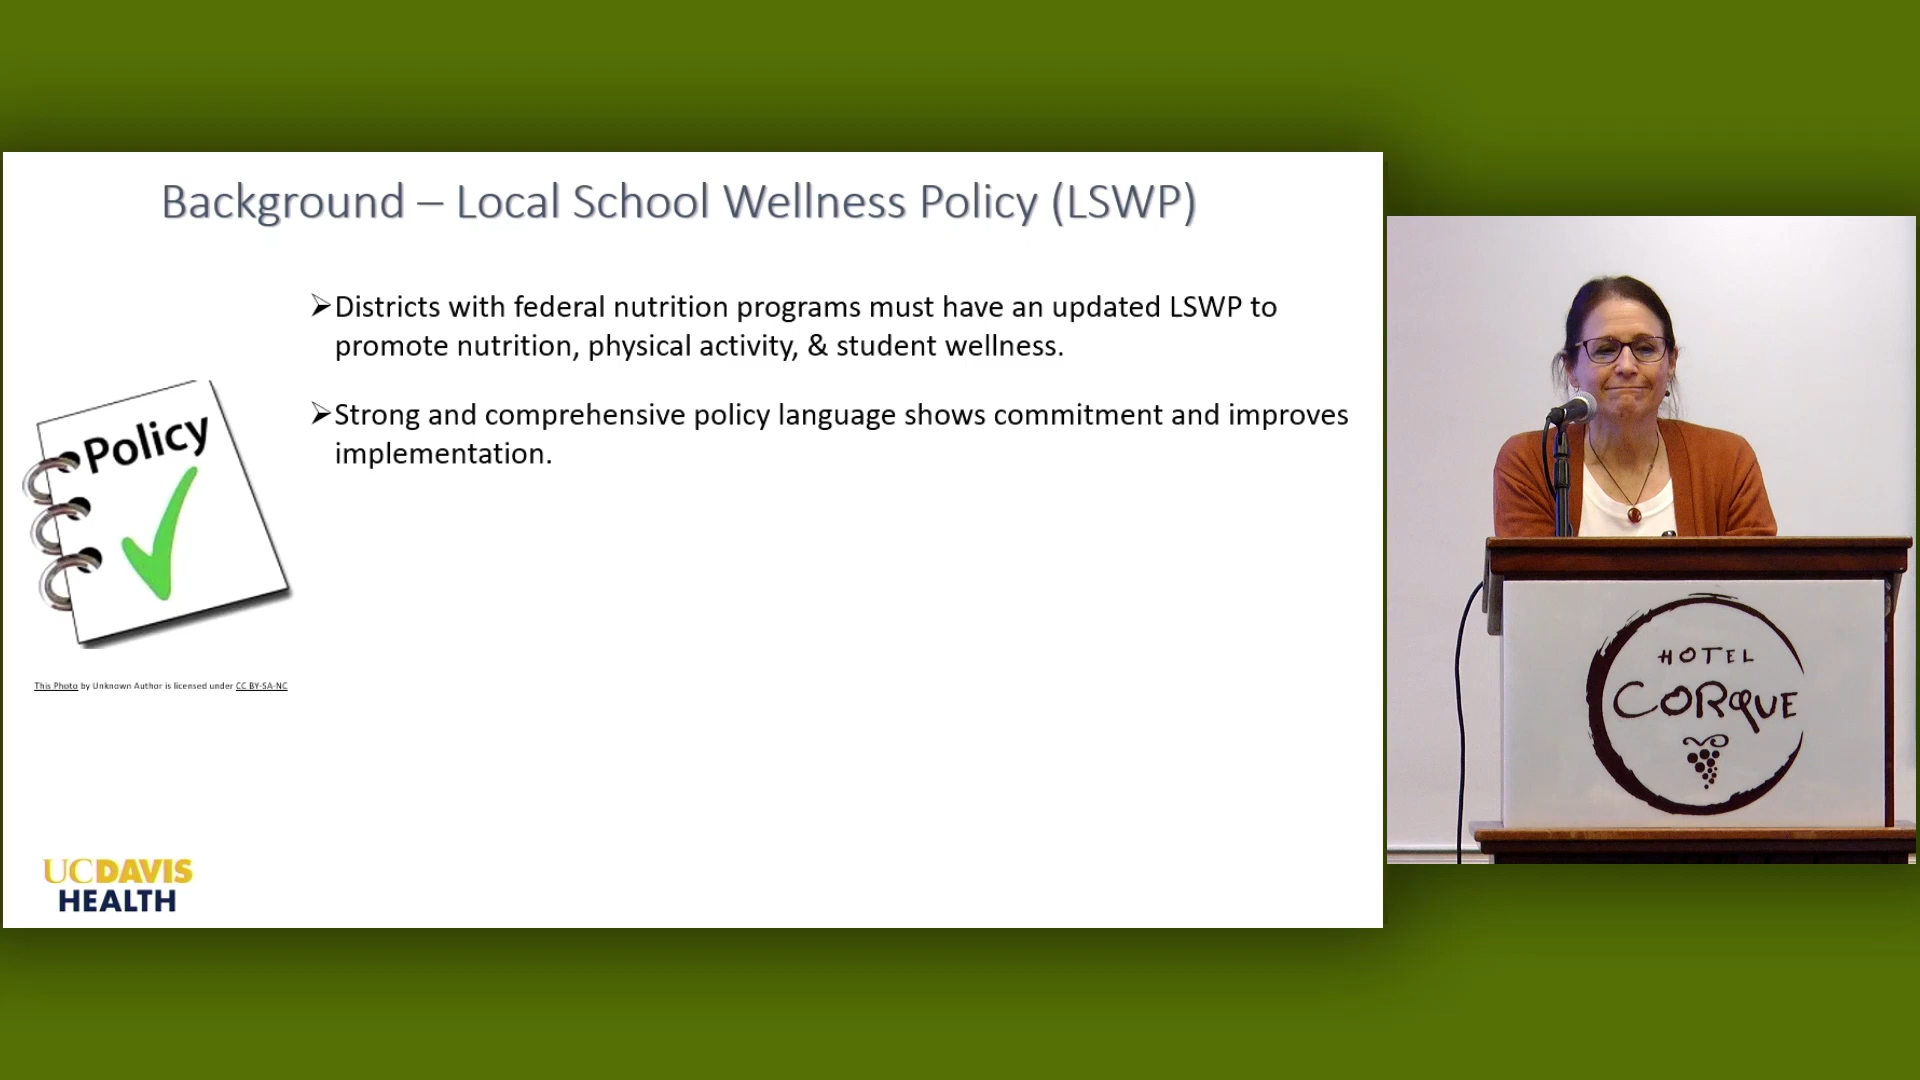 Background – Local School Wellness Policy (LSWP)
➢Districts with federal nutrition programs must have an updated LSWP to
promote nutrition, physical activity, & student wellness.
➢Strong and comprehensive policy language shows commitment and improves
implementation.
Policy
This Photo by Unknown Author is licensed under CC BY-SA-NC
UCDAVIS
HEALTH
HOTEL
CORQUE